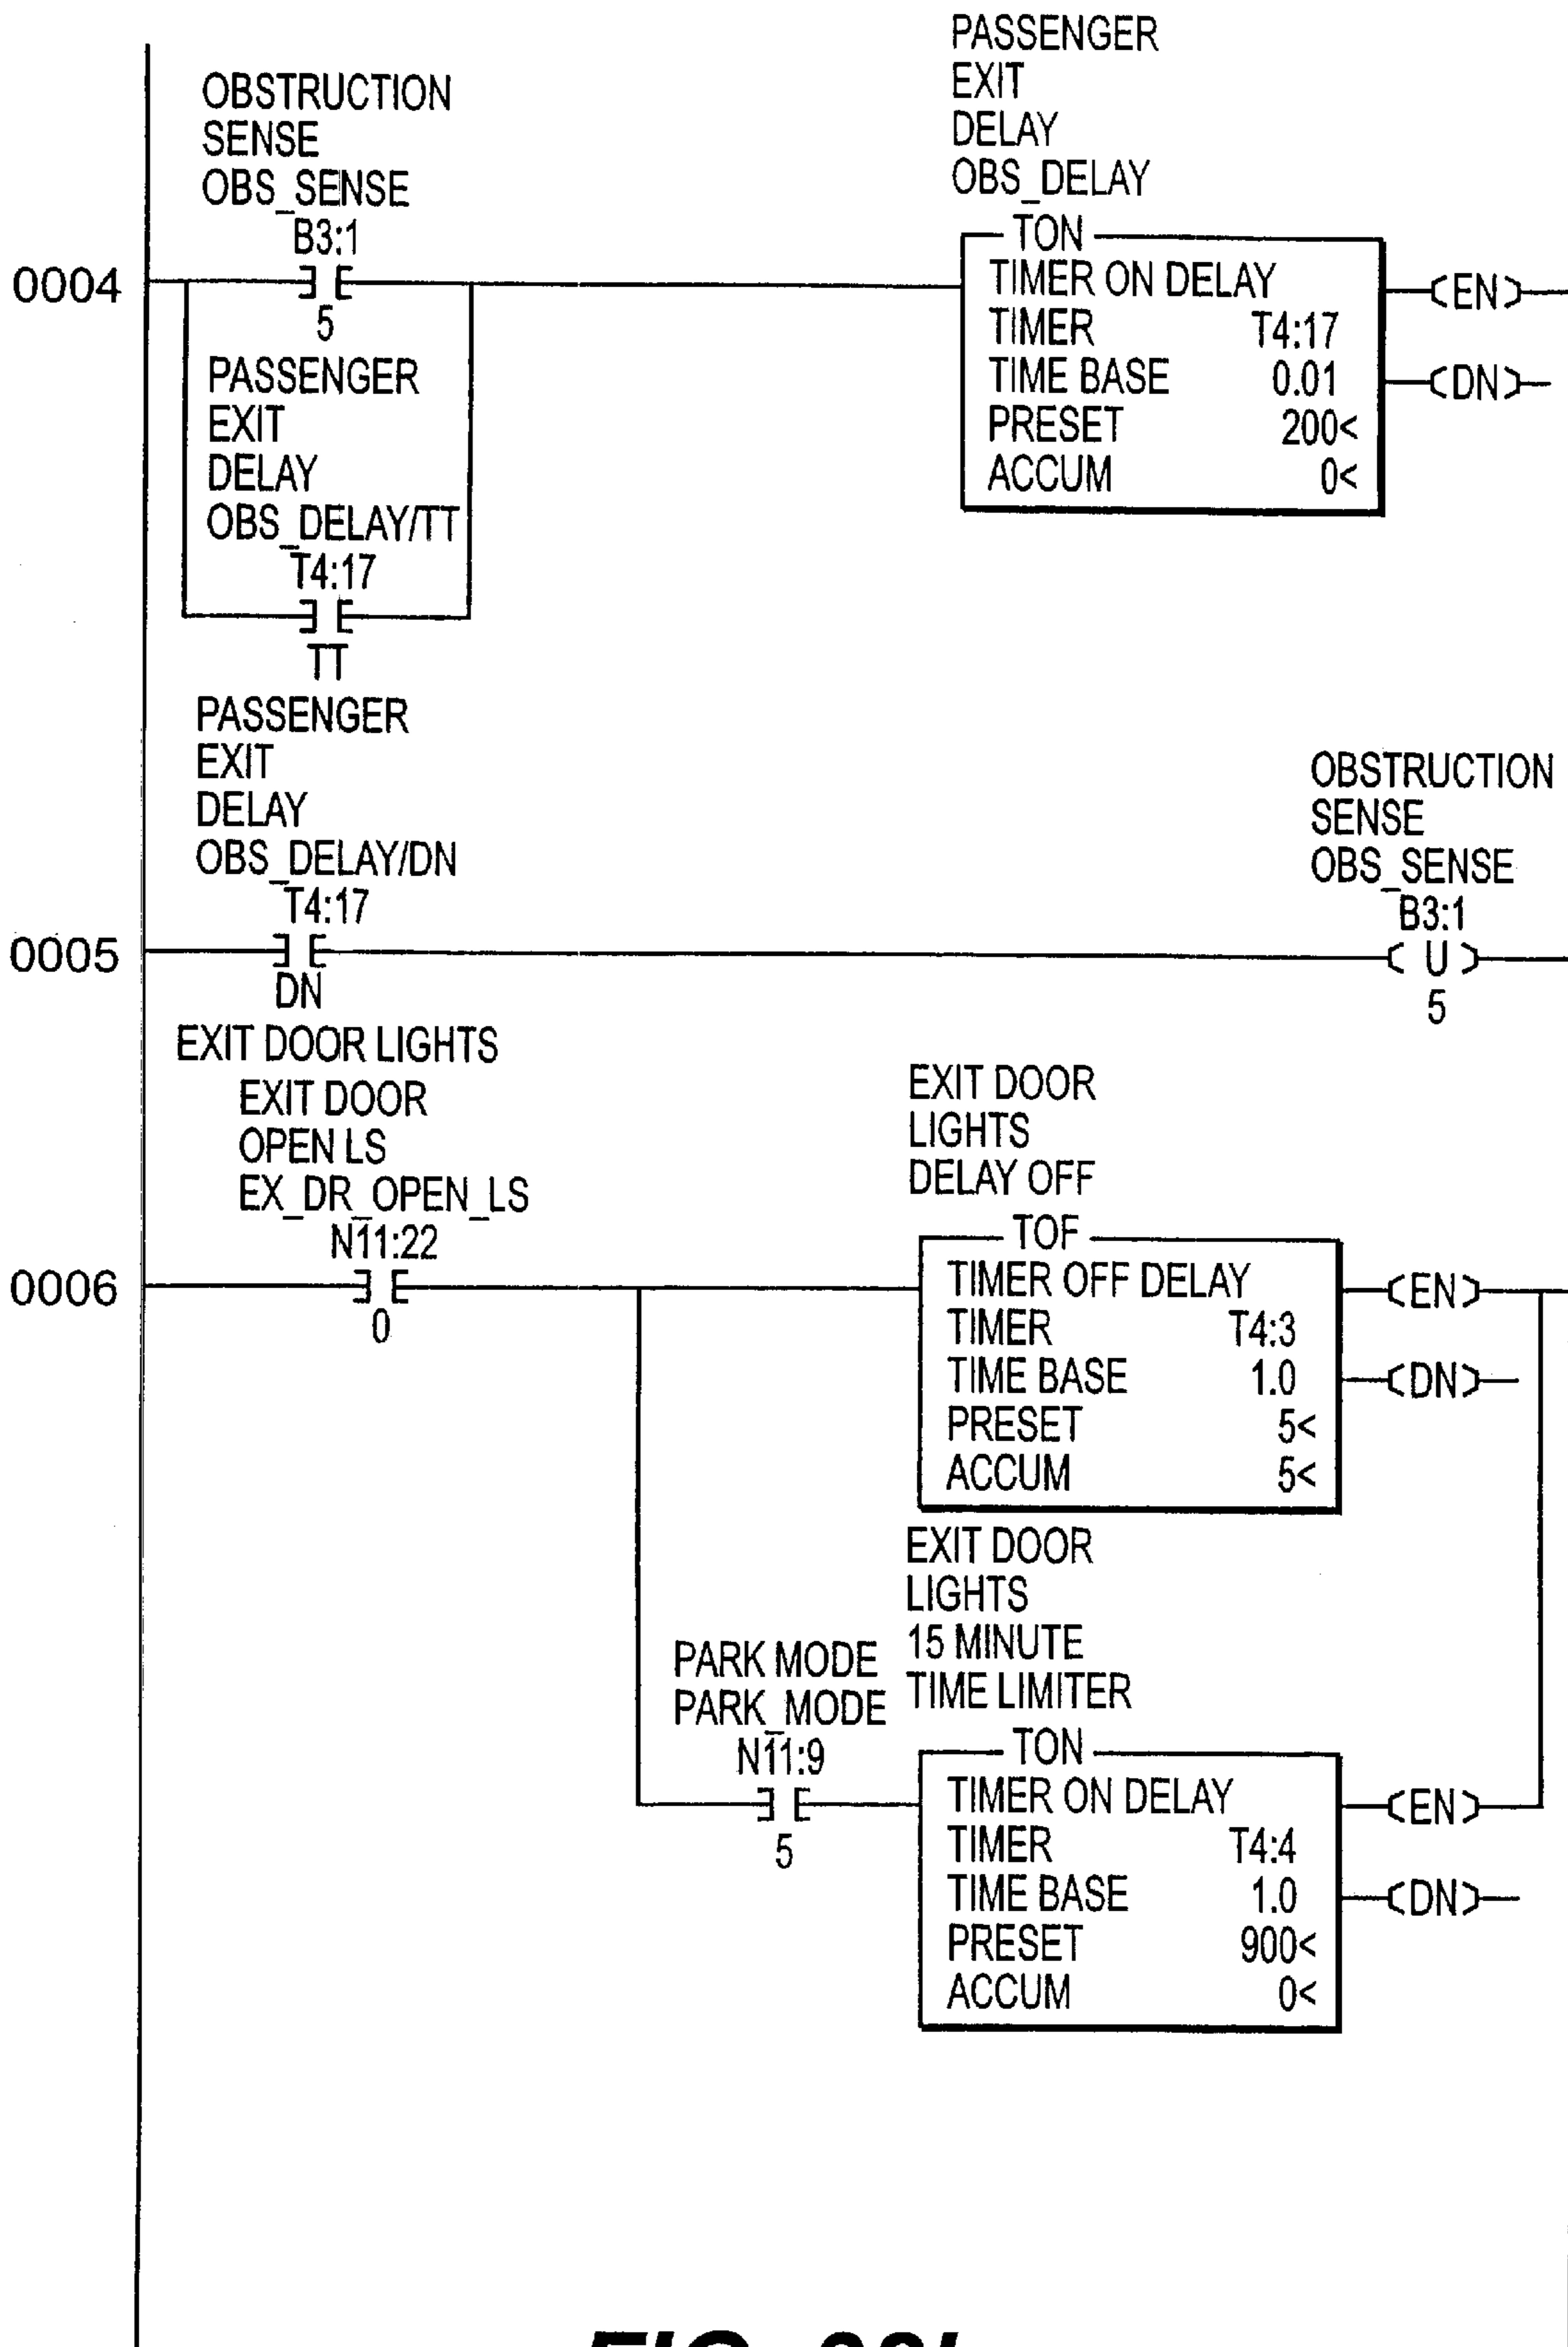 PASSENGER
EXIT
DELAY
OBS_DELAY
OBSTRUCTION
SENSE
OBS_SENSE
B3:1
0004
5
TON
TIMER ON DELAY
TIMER T4:17
TIME BASE 0.01
PRESET 200<
ACCUM 0<
EN
DN
PASSENGER
EXIT
DELAY
OBS_DELAY/TT
T4:17
TT
PASSENGER
EXIT
DELAY
OBS_DELAY/DN
T4:17
0005
DN
OBSTRUCTION
SENSE
OBS_SENSE
B3:1
U
5
EXIT DOOR LIGHTS
EXIT DOOR
OPEN LS
EX_DR_OPEN_LS
N11:22
0006
0
EXIT DOOR
LIGHTS
DELAY OFF
TOF
TIMER OFF DELAY
TIMER T4:3
TIME BASE 1.0
PRESET 5<
ACCUM 5<
EN
DN
EXIT DOOR
LIGHTS
15 MINUTE
TIME LIMITER
PARK MODE
PARK_MODE
N11:9
5
TON
TIMER ON DELAY
TIMER T4:4
TIME BASE 1.0
PRESET 900<
ACCUM 0<
EN
DN